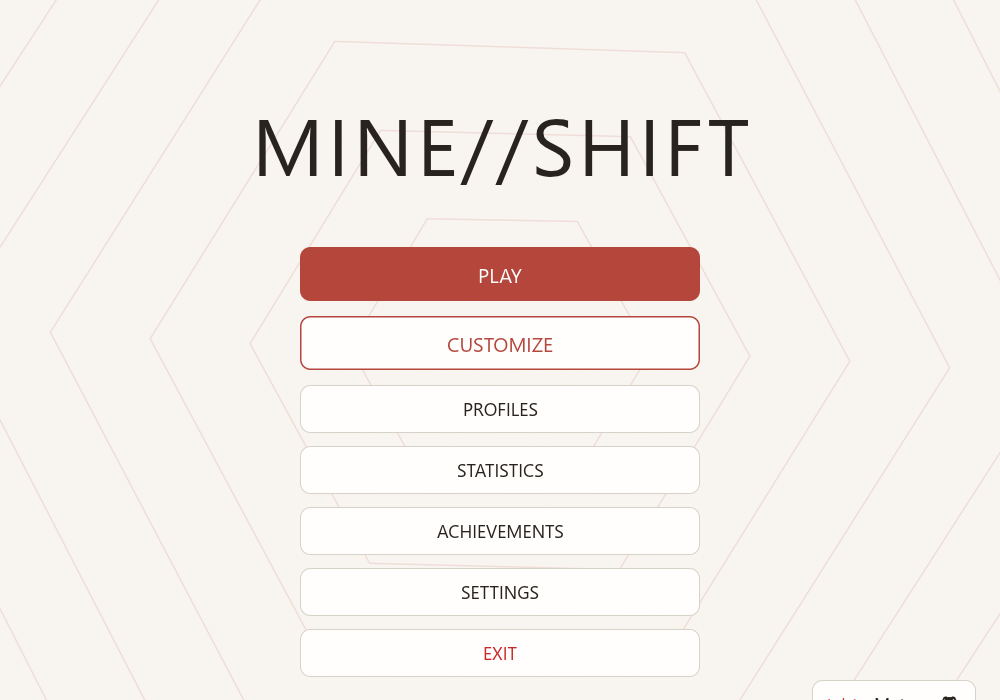 MINE//SHIFT
PLAY
CUSTOMIZE
PROFILES
STATISTICS
ACHIEVEMENTS
SETTINGS
EXIT